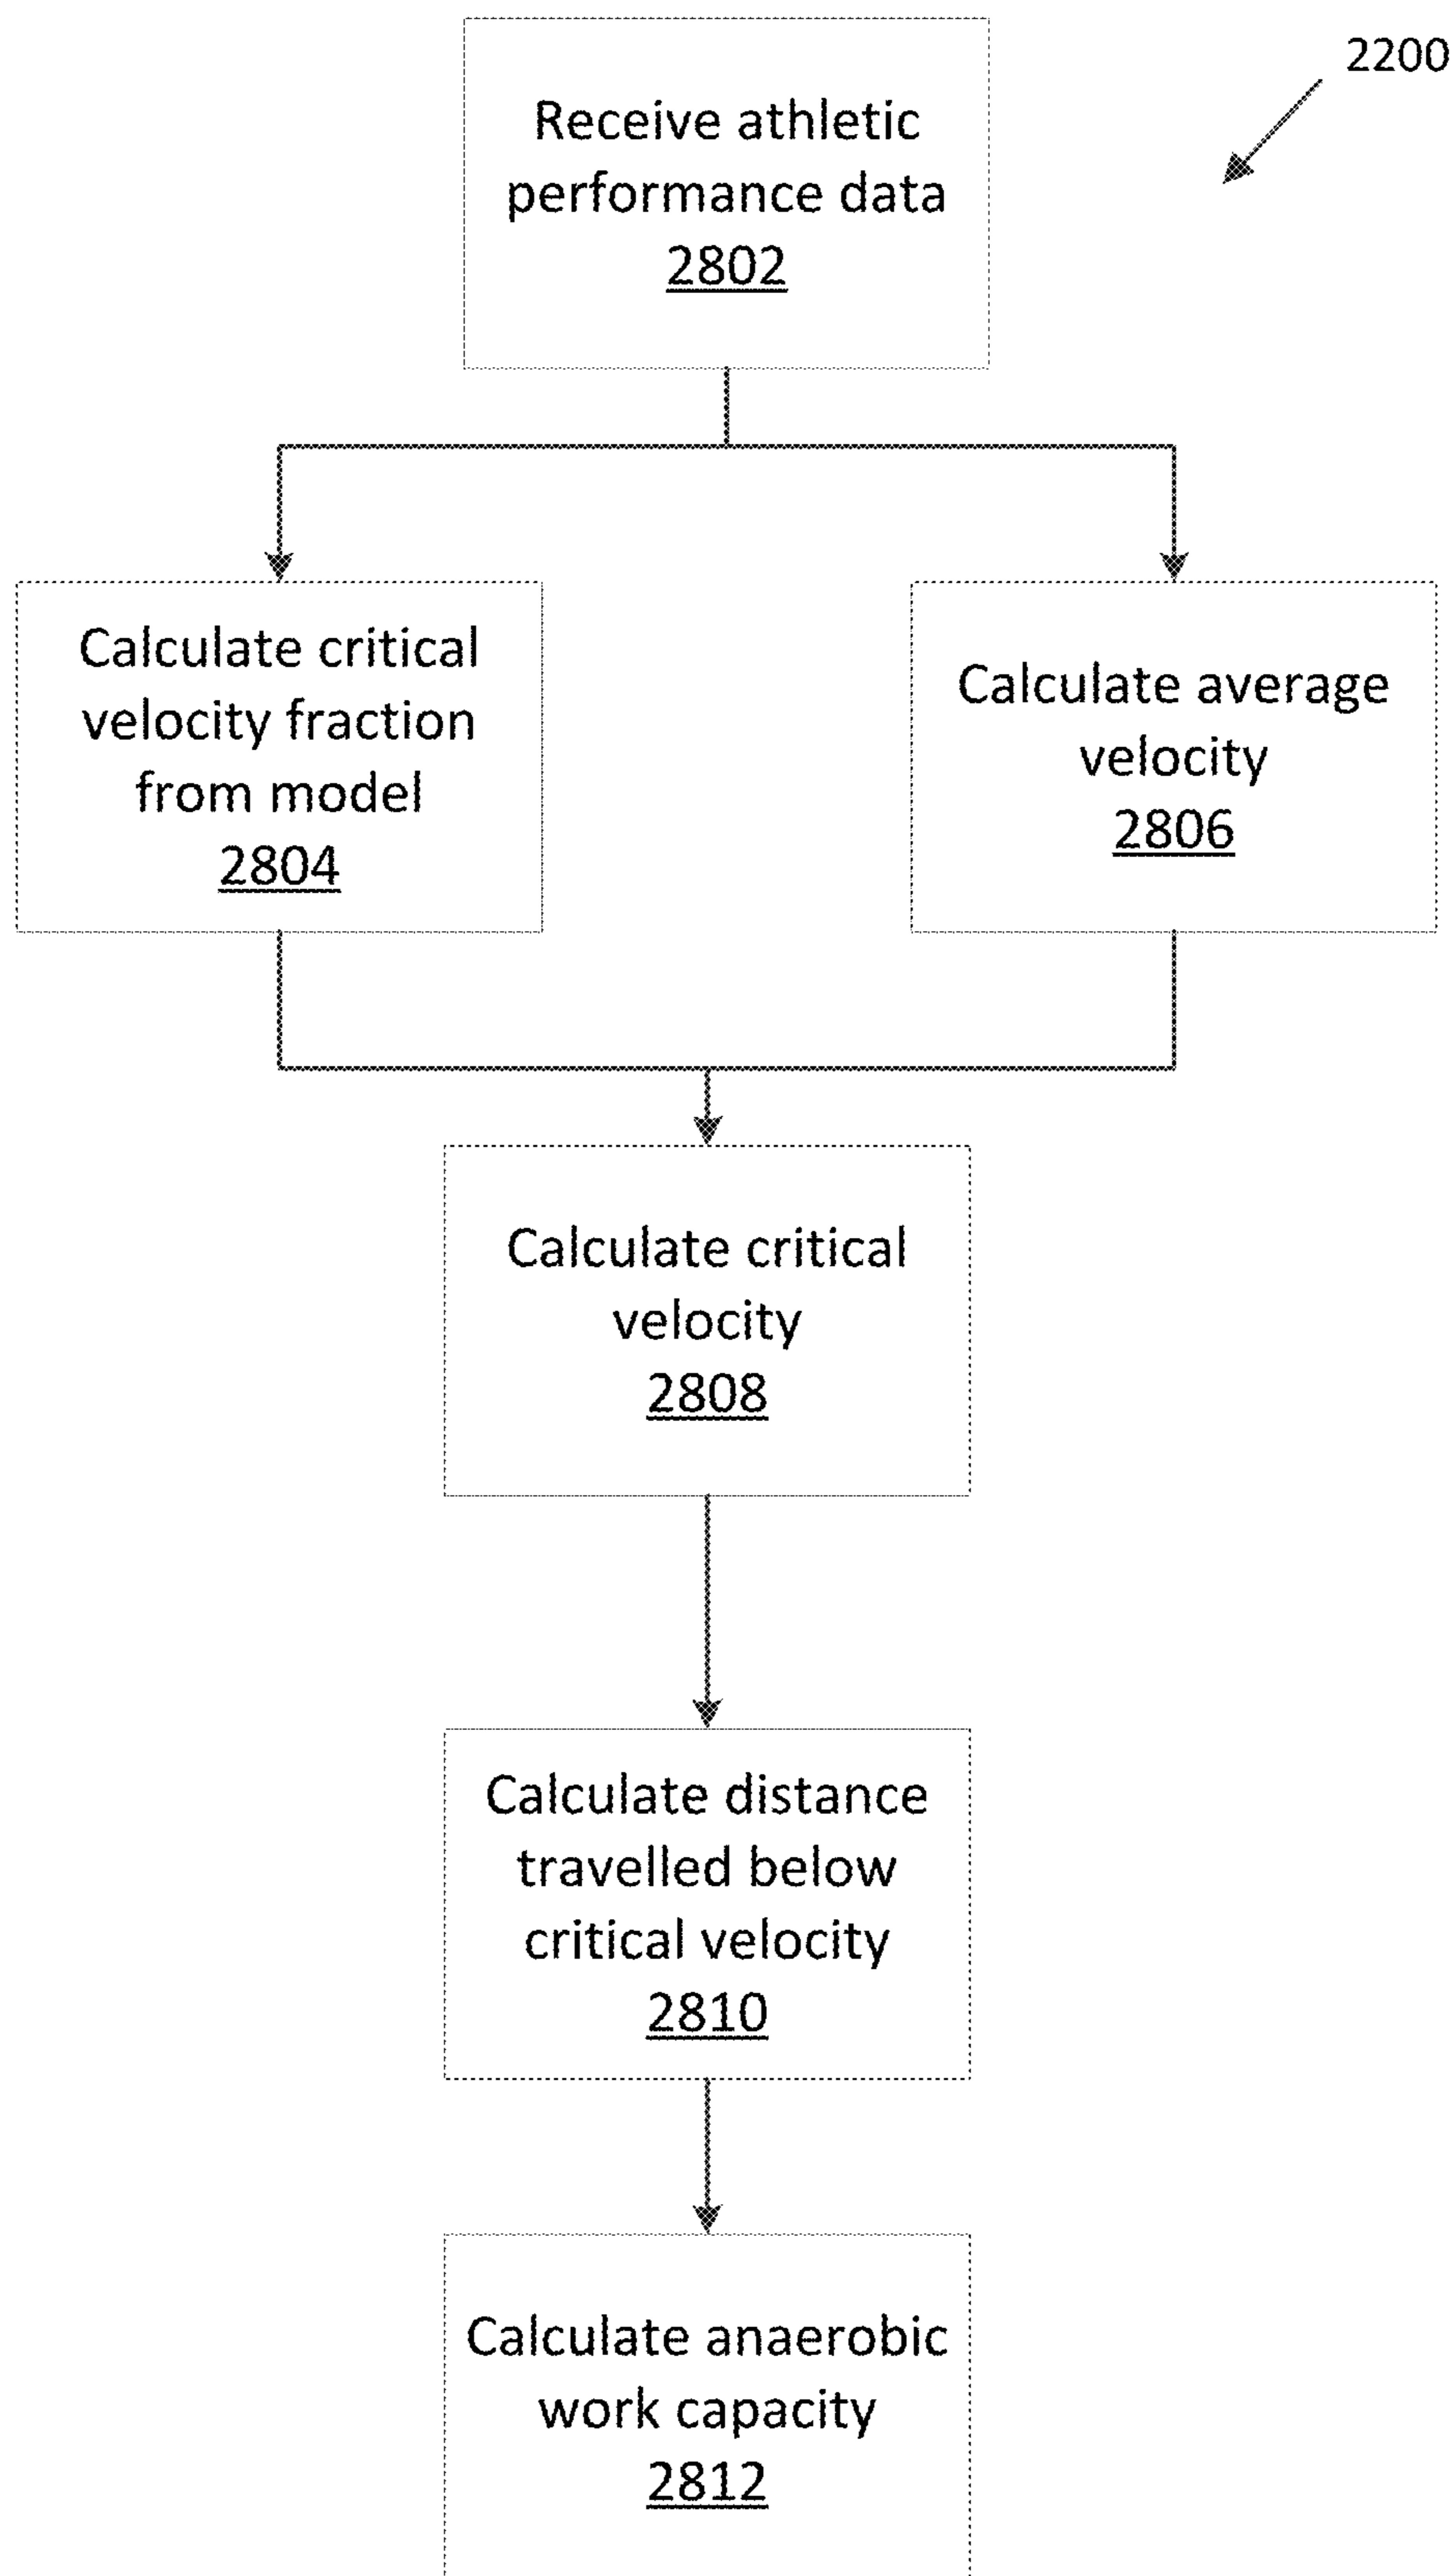 2200
Receive athletic
performance data
2802
Calculate critical
velocity fraction
from model
2804
Calculate average
velocity
2806
Calculate critical
velocity
2808
Calculate distance
travelled below
critical velocity
2810
Calculate anaerobic
work capacity
2812